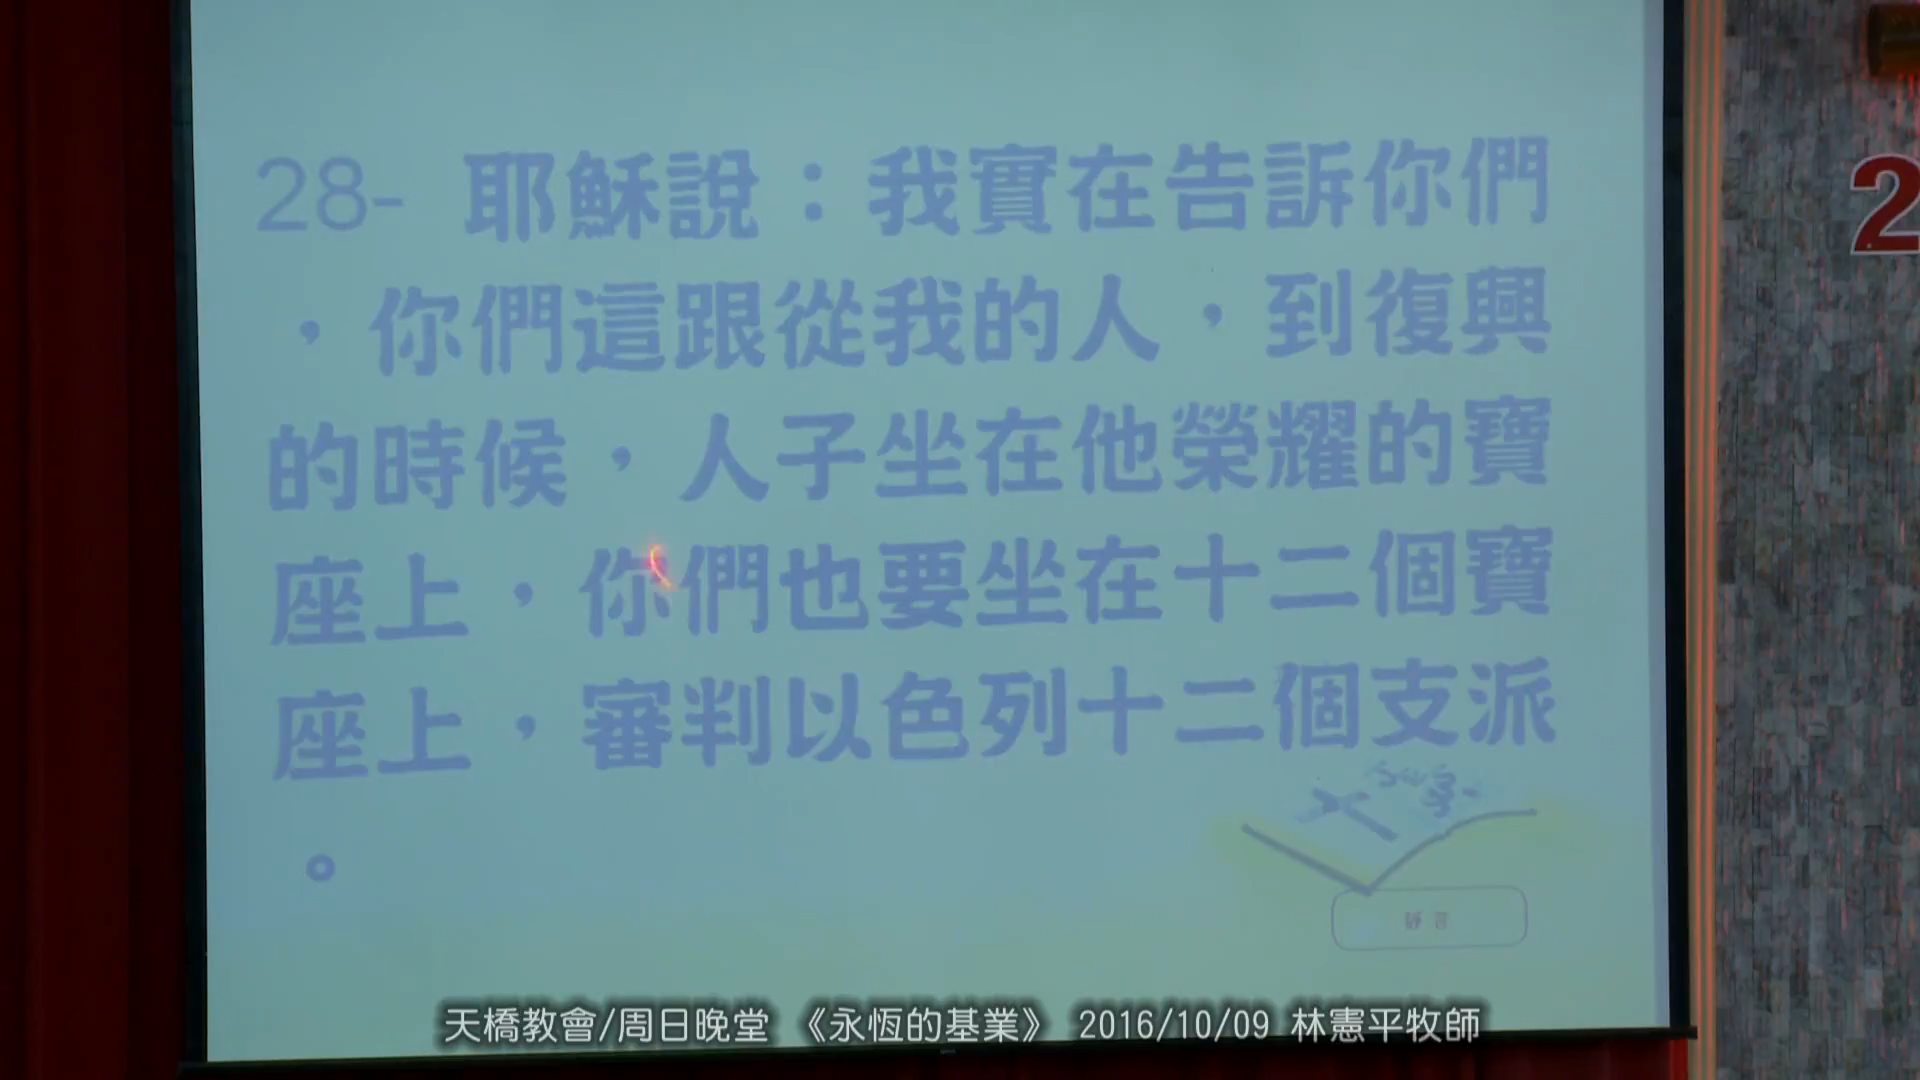 28- 耶穌說：我實在告訴你們
，你們這跟從我的人，到復興
的時候，人子坐在他榮耀的寶
座上，你們也要坐在十二個寶
座上，審判以色列十二個支派
。
2
天橋教會/周日晚堂 《永恆的基業》 2016/10/09 林憲平牧師